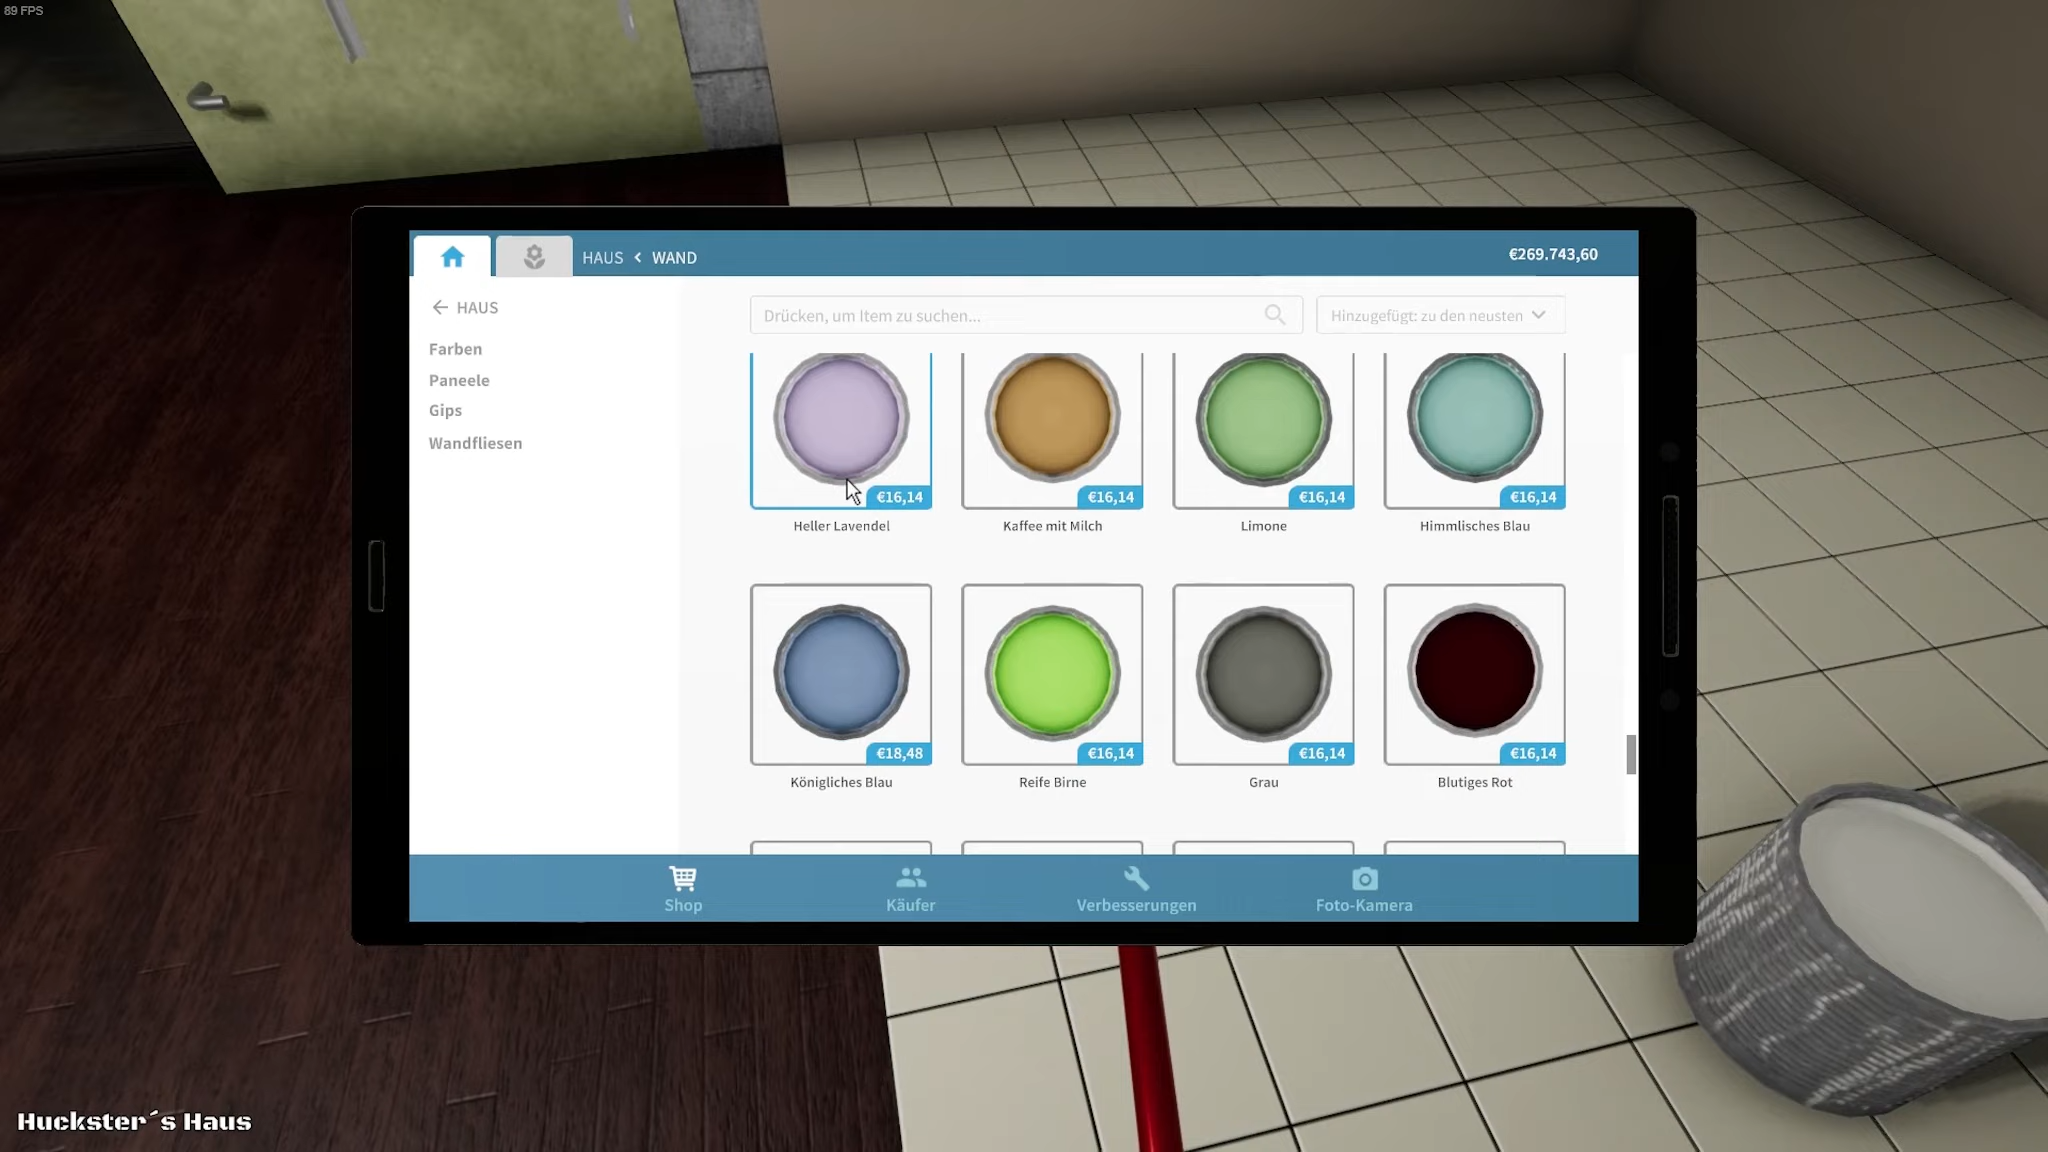 89 FPS
HAUS < WAND
€269.743,60
HAUS
Farben
Paneele
Gips
Wandfliesen
Drücken, um Item zu suchen...
Hinzugefügt: zu den neusten
€16,14
€16,14
€16,14
€16,14
Heller Lavendel
Kaffee mit Milch
Limone
Himmlisches Blau
€18,48
€16,14
€16,14
€16,14
Königliches Blau
Reife Birne
Grau
Blutiges Rot
Shop
Käufer
Verbesserungen
Foto-Kamera
Huckster´s Haus